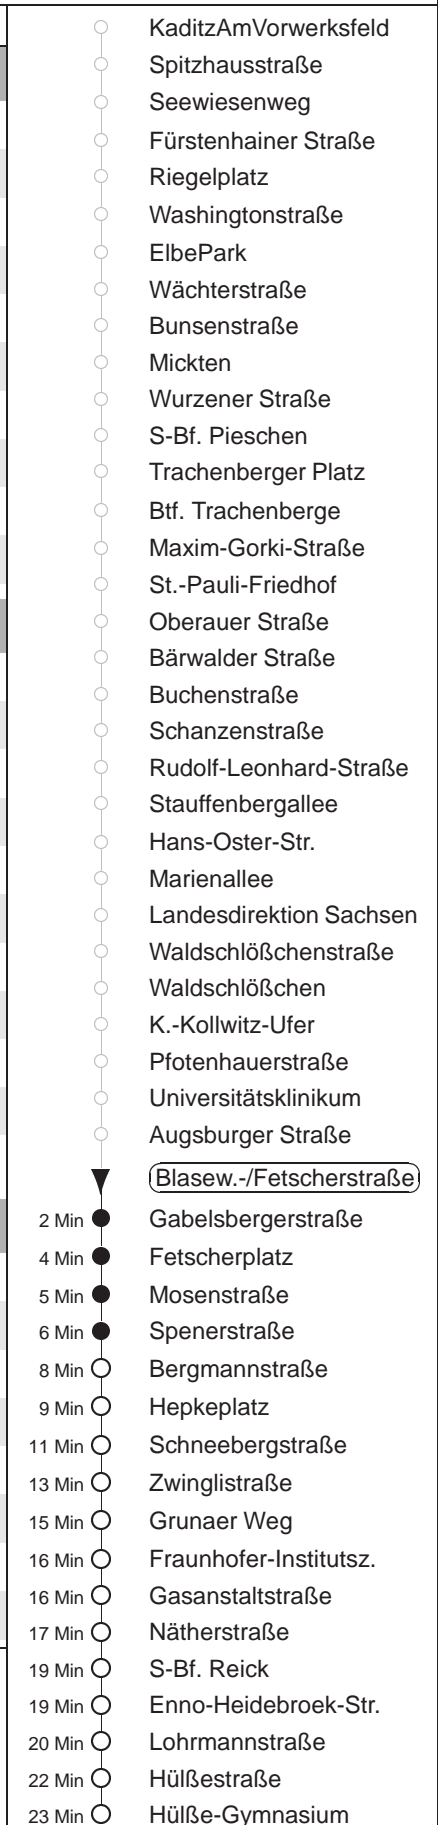 KaditzAmVorwerksfeld
Spitzhausstraße
Seewiesenweg
Fürstenhainer Straße
Riegelplatz
Washingtonstraße
ElbePark
Wächterstraße
Bunsenstraße
Mickten
Wurzener Straße
S-Bf. Pieschen
Trachenberger Platz
Btf. Trachenberge
Maxim-Gorki-Straße
St.-Pauli-Friedhof
Oberauer Straße
Bärwalder Straße
Buchenstraße
Schanzenstraße
Rudolf-Leonhard-Straße
Stauffenbergallee
Hans-Oster-Str.
Marienallee
Landesdirektion Sachsen
Waldschlößchenstraße
Waldschlößchen
K.-Kollwitz-Ufer
Pfotenhauerstraße
Universitätsklinikum
Augsburger Straße
Blasew.-/Fetscherstraße
2 Min Gabelsbergerstraße
4 Min Fetscherplatz
5 Min Mosenstraße
6 Min Spenerstraße
8 Min Bergmannstraße
9 Min Hepkeplatz
11 Min Schneebergstraße
13 Min Zwinglistraße
15 Min Grunaer Weg
16 Min Fraunhofer-Institutsz.
16 Min Gasanstaltstraße
17 Min Nätherstraße
19 Min S-Bf. Reick
19 Min Enno-Heidebroek-Str.
20 Min Lohrmannstraße
22 Min Hülßestraße
23 Min Hülße-Gymnasium